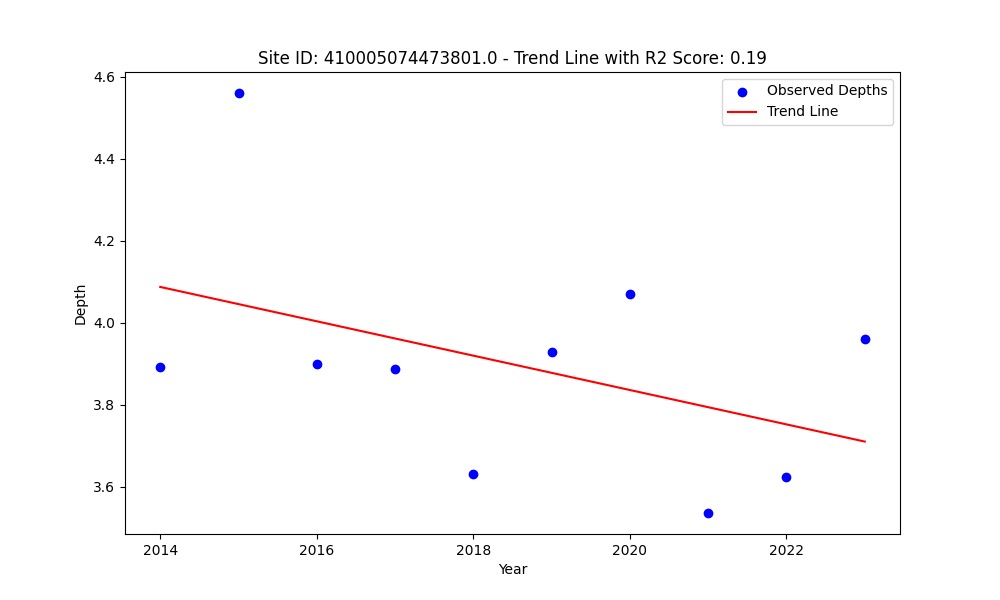 Site ID: 410005074473801.0 - Trend Line with R2 Score: 0.19
Observed Depths
Trend Line
4.6
4.4
4.2
4.0
3.8
3.6
Depth
2014
2016
2018
2020
2022
Year